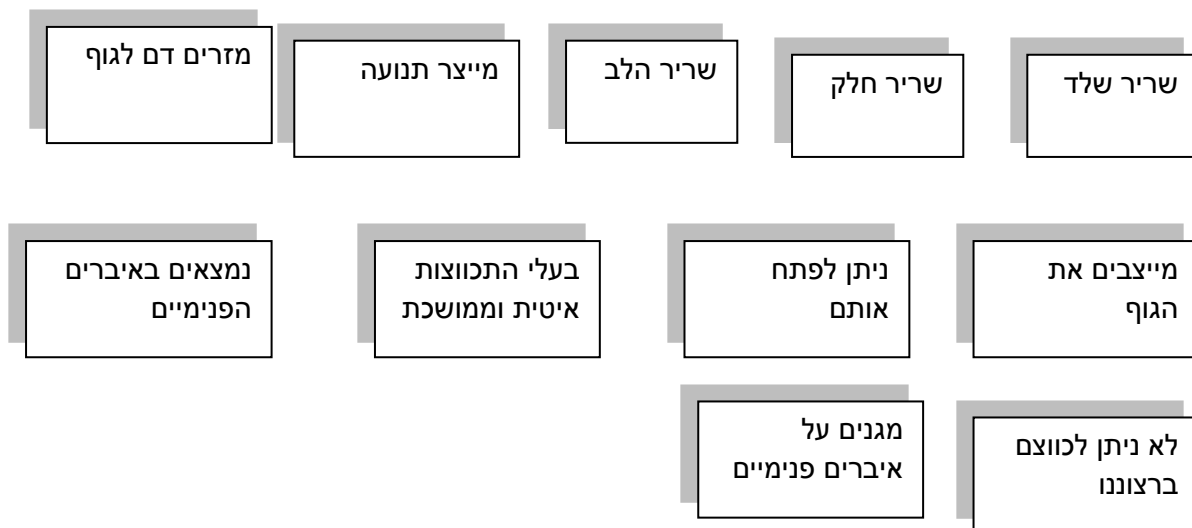 שריר שלד
שריר חלק
שריר הלב
מייצר תנועה
מזרים דם לגוף
מייצבים את
הגוף
ניתן לפתח
אותם
בעלי התכווצות
איטית וממושכת
נמצאים באיברים
הפנימיים
לא ניתן לכווצם
ברצוננו
מגנים על
איברים פנימיים